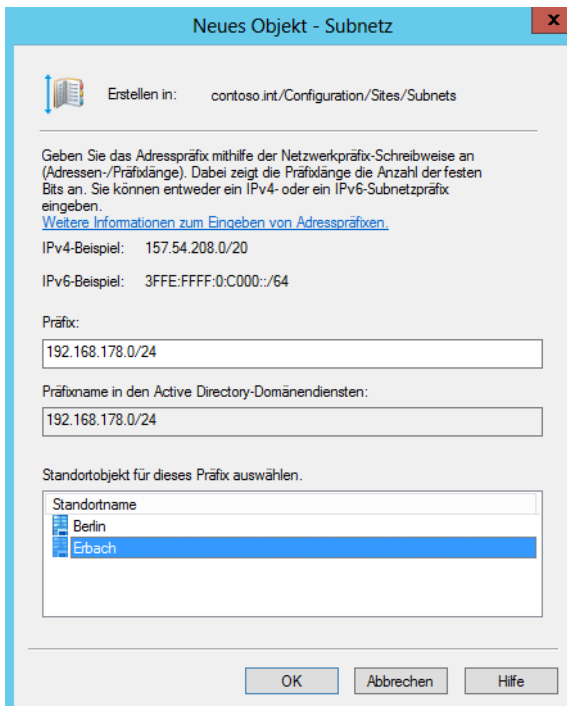 Neues Objekt - Subnetz
x
Erstellen in: contoso.int/Configuration/Sites/Subnets
Geben Sie das Adresspräfix mithilfe der Netzwerkpräfix-Schreibweise an
(Adressen-/Präfixlänge). Dabei zeigt die Präfixlänge die Anzahl der festen
Bits an. Sie können entweder ein IPv4- oder ein IPv6-Subnetzpräfix
eingeben.
Weitere Informationen zum Eingeben von Adresspräfixen.
IPv4-Beispiel: 157.54.208.0/20
IPv6-Beispiel: 3FFE:FFFF:0:C000::/64
Präfix:
192.168.178.0/24
Präfixname in den Active Directory-Domänendiensten:
192.168.178.0/24
Standortobjekt für dieses Präfix auswählen.
Standortname
Berlin
Erbach
OK Abbrechen Hilfe